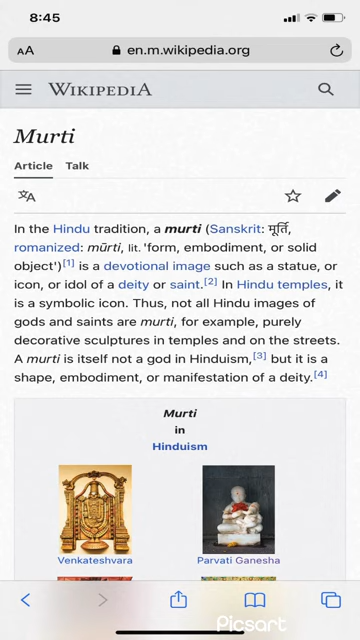 8:45
AA en.m.wikipedia.org
WIKIPEDIA
Murti
Article Talk
In the Hindu tradition, a murti (Sanskrit: मूर्ति,
romanized: mūrti, lit. 'form, embodiment, or solid
object')[1] is a devotional image such as a statue, or
icon, or idol of a deity or saint.[2] In Hindu temples, it
is a symbolic icon. Thus, not all Hindu images of
gods and saints are murti, for example, purely
decorative sculptures in temples and on the streets.
A murti is itself not a god in Hinduism,[3] but it is a
shape, embodiment, or manifestation of a deity.[4]
Murti
in
Hinduism
Venkateshvara Parvati Ganesha
Picsart